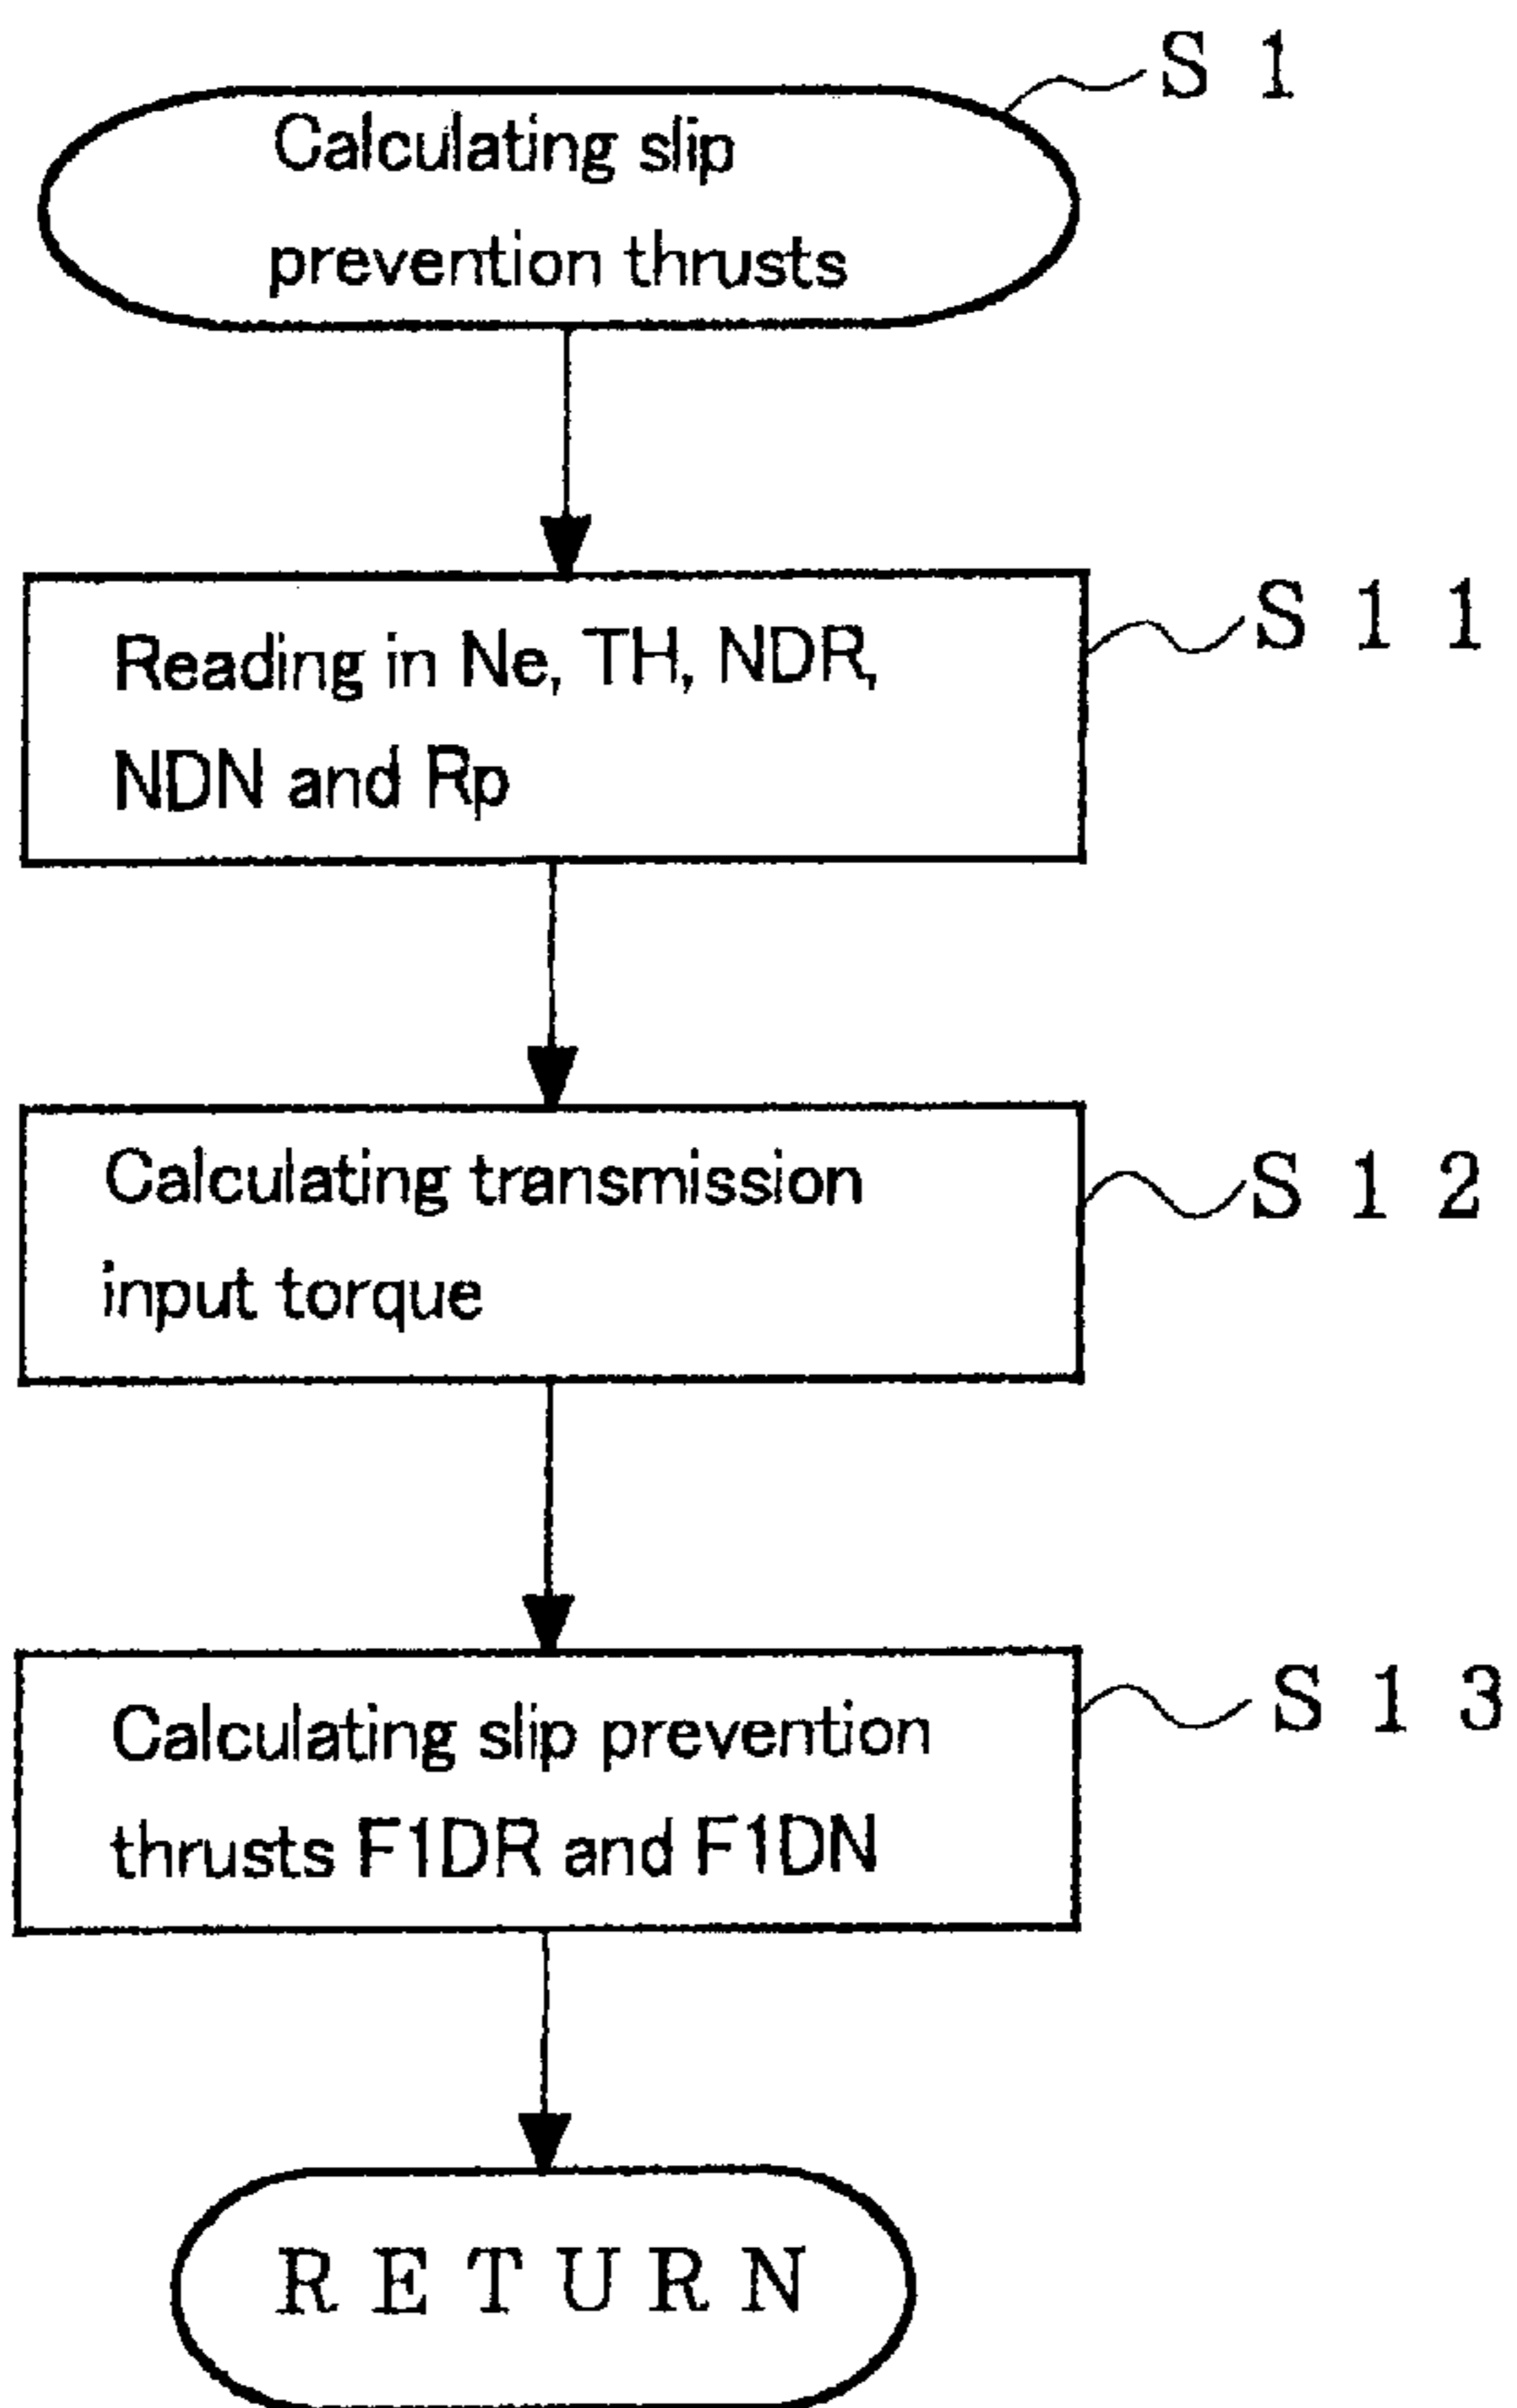 S 1
Calculating slip
prevention thrusts
Reading in Ne, TH, NDR,
NDN and Rp
S 1 1
Calculating transmission
input torque
S 1 2
Calculating slip prevention
thrusts F1DR and F1DN
S 1 3
RETURN